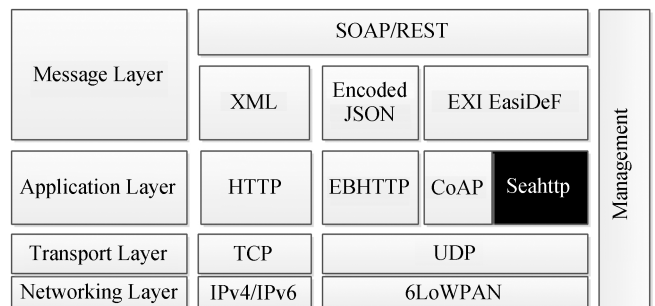 SOAP/REST
Message Layer
XML
Encoded
JSON
EXI EasiDeF
Application Layer
HTTP
EBHTTP
CoAP
Seahttp
Transport Layer
TCP
UDP
Networking Layer
IPv4/IPv6
6LoWPAN
Management